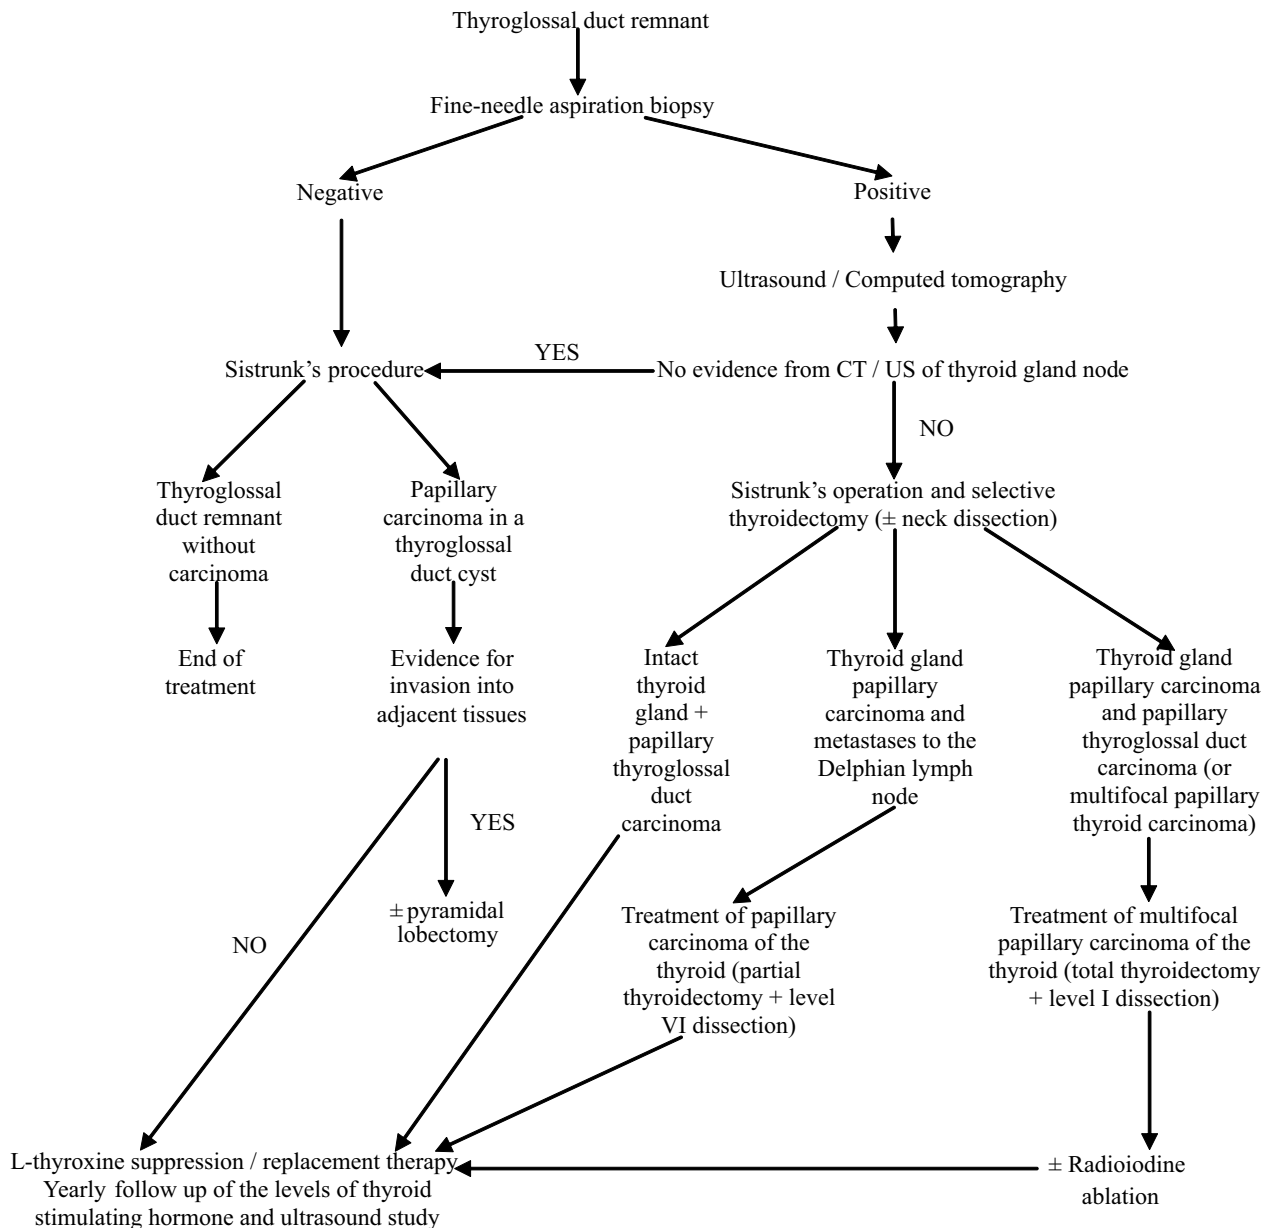 Thyroglossal duct remnant
Fine-needle aspiration biopsy
Negative
Positive
Ultrasound / Computed tomography
Sistrunk’s procedure
YES
No evidence from CT / US of thyroid gland node
NO
Thyroglossal
duct remnant
without
carcinoma
Papillary
carcinoma in a
thyroglossal
duct cyst
Sistrunk’s operation and selective
thyroidectomy (± neck dissection)
End of
treatment
Evidence for
invasion into
adjacent tissues
Intact
thyroid
gland +
papillary
thyroglossal
duct
carcinoma
Thyroid gland
papillary
carcinoma and
metastases to the
Delphian lymph
node
Thyroid gland
papillary carcinoma
and papillary
thyroglossal duct
carcinoma (or
multifocal papillary
thyroid carcinoma)
YES
NO
± pyramidal
lobectomy
Treatment of papillary
carcinoma of the
thyroid (partial
thyroidectomy + level
VI dissection)
Treatment of multifocal
papillary carcinoma of the
thyroid (total thyroidectomy
+ level I dissection)
L-thyroxine suppression / replacement therapy
Yearly follow up of the levels of thyroid
stimulating hormone and ultrasound study
± Radioiodine
ablation